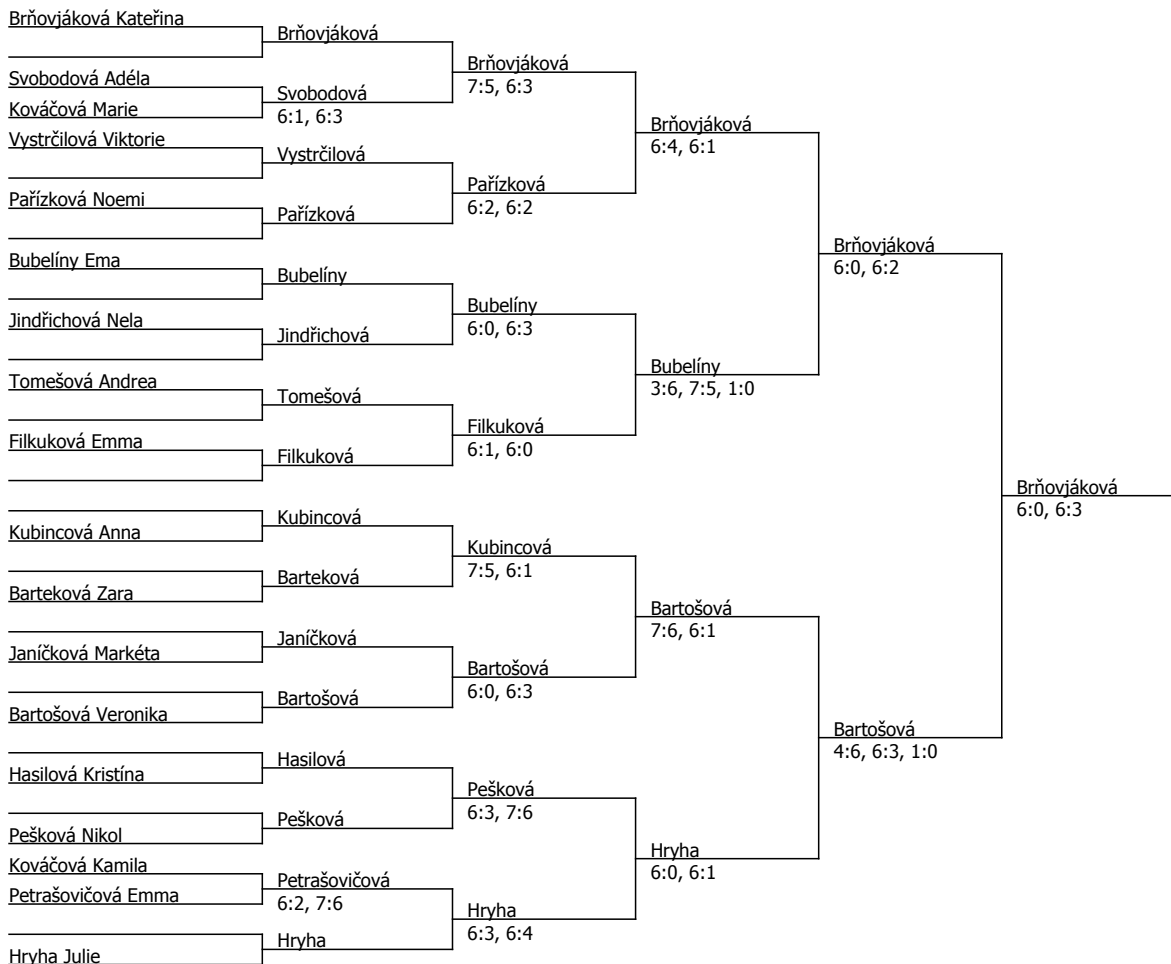 Brňovjáková Kateřina
Svobodová Adéla
Kováčová Marie
Vystrčilová Viktorie
Pařízková Noemi
Bubelíny Ema
Jindřichová Nela
Tomešová Andrea
Filkuková Emma
Kubincová Anna
Barteková Zara
Janíčková Markéta
Bartošová Veronika
Hasilová Kristína
Pešková Nikol
Kováčová Kamila
Petrašovičová Emma
Hryha Julie
Brňovjáková
Svobodová
6:1, 6:3
Vystrčilová
Pařízková
Bubelíny
Jindřichová
Tomešová
Filkuková
Kubincová
Barteková
Janíčková
Bartošová
Hasilová
Pešková
Petrašovičová
6:2, 7:6
Hryha
Brňovjáková
7:5, 6:3
Pařízková
6:2, 6:2
Bubelíny
6:0, 6:3
Filkuková
6:1, 6:0
Kubincová
7:5, 6:1
Bartošová
6:0, 6:3
Pešková
6:3, 7:6
Hryha
6:3, 6:4
Brňovjáková
6:4, 6:1
Bubelíny
3:6, 7:5, 1:0
Bartošová
7:6, 6:1
Hryha
6:0, 6:1
Brňovjáková
6:0, 6:2
Bartošová
4:6, 6:3, 1:0
Brňovjáková
6:0, 6:3